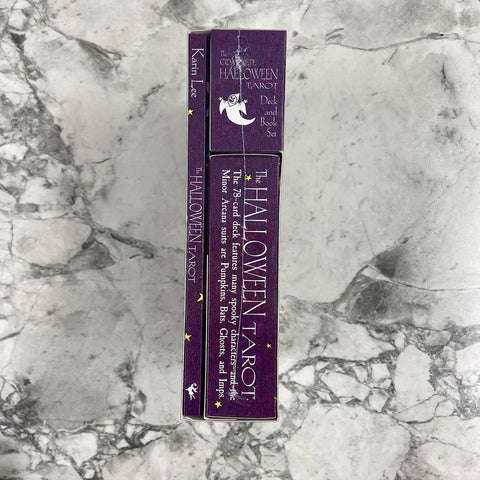 Karin Lee
The HALLOWEEN TAROT
The
COMPLETE
HALLOWEEN
TAROT
Deck
and
Book
Set
The HALLOWEEN TAROT
The 78-card deck features many spooky characters and the
Minor Arcana suits are Pumpkins, Bats, Ghosts, and Imps.